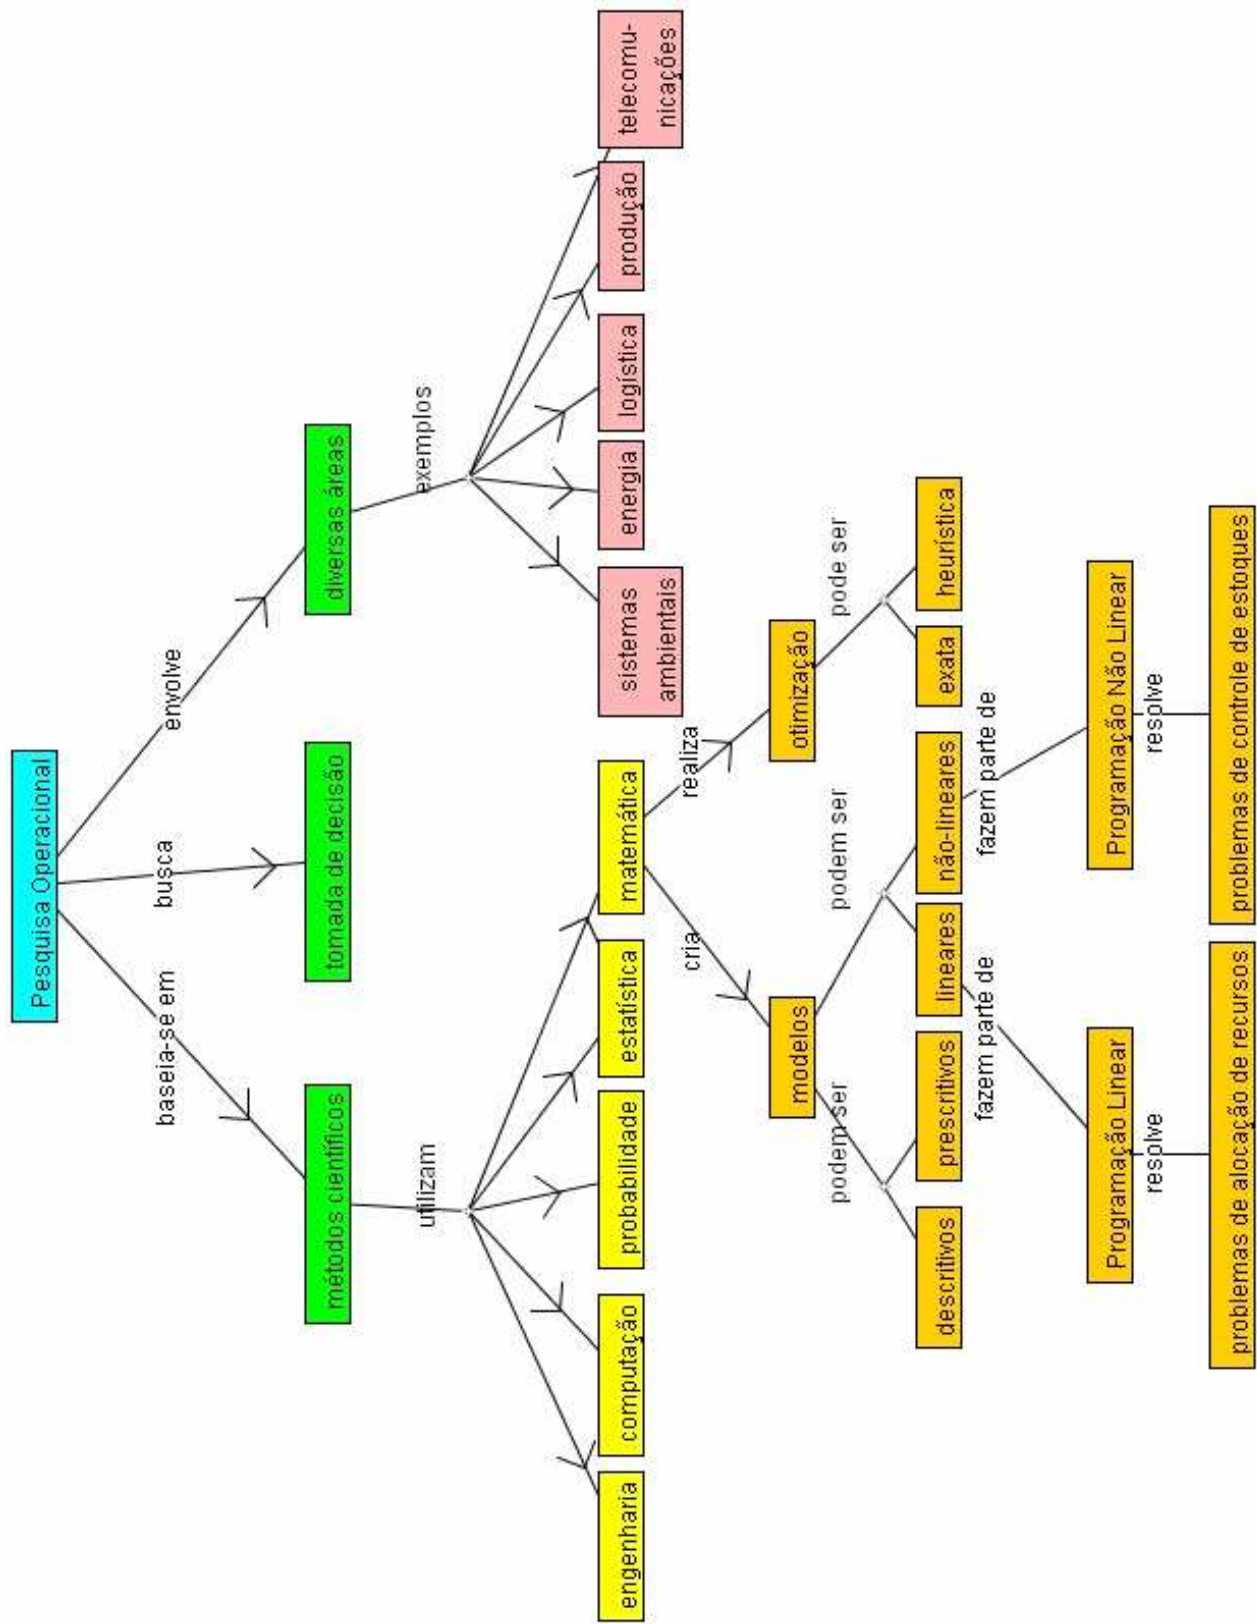 Pesquisa Operacional
baseia-se em
busca
envolve
métodos científicos
tomada de decisão
diversas áreas
utilizam
exemplos
engenharia
computação
probabilidade
estatística
matemática
sistemas
ambientais
energia
logística
produção
telecomu-
nicações
cria
realiza
modelos
otimização
podem ser
podem ser
pode ser
descritivos
prescritivos
lineares
não-lineares
exata
heurística
fazem parte de
fazem parte de
Programação Linear
Programação Não Linear
resolve
resolve
problemas de alocação de recursos
problemas de controle de estoques